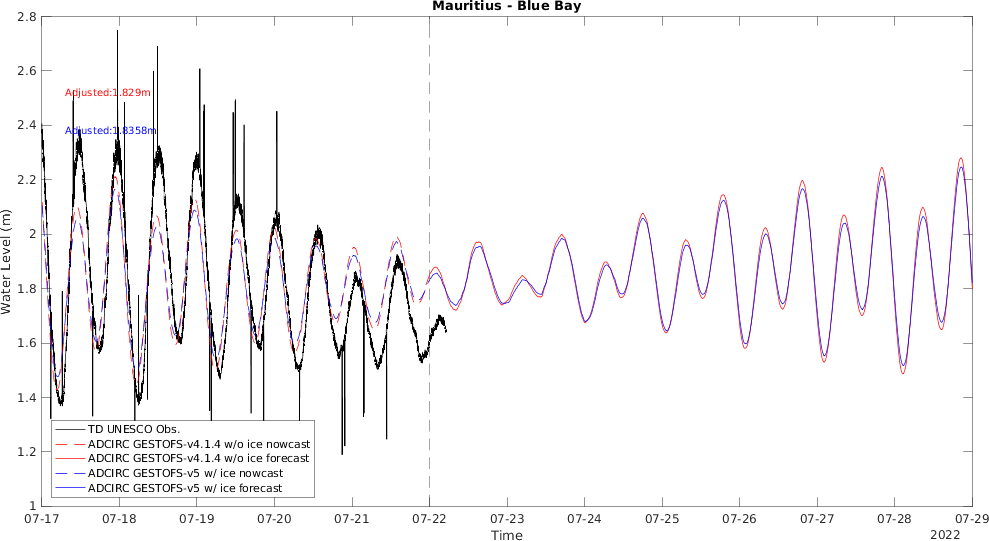 Mauritius - Blue Bay
2.8
2.6
Adjusted:1.829m
2.4
Adjusted:1.8358m
2.2
2
Water Level (m)
1.8
1.6
1.4
TD UNESCO Obs.
ADCIRC GESTOFS-v4.1.4 w/o ice nowcast
ADCIRC GESTOFS-v4.1.4 w/o ice forecast
1.2
ADCIRC GESTOFS-v5 w/ ice nowcast
ADCIRC GESTOFS-v5 w/ ice forecast
1
07-17 07-18 07-19 07-20 07-21 07-22 07-23 07-24 07-25 07-26 07-27 07-28 07-29
Time
2022